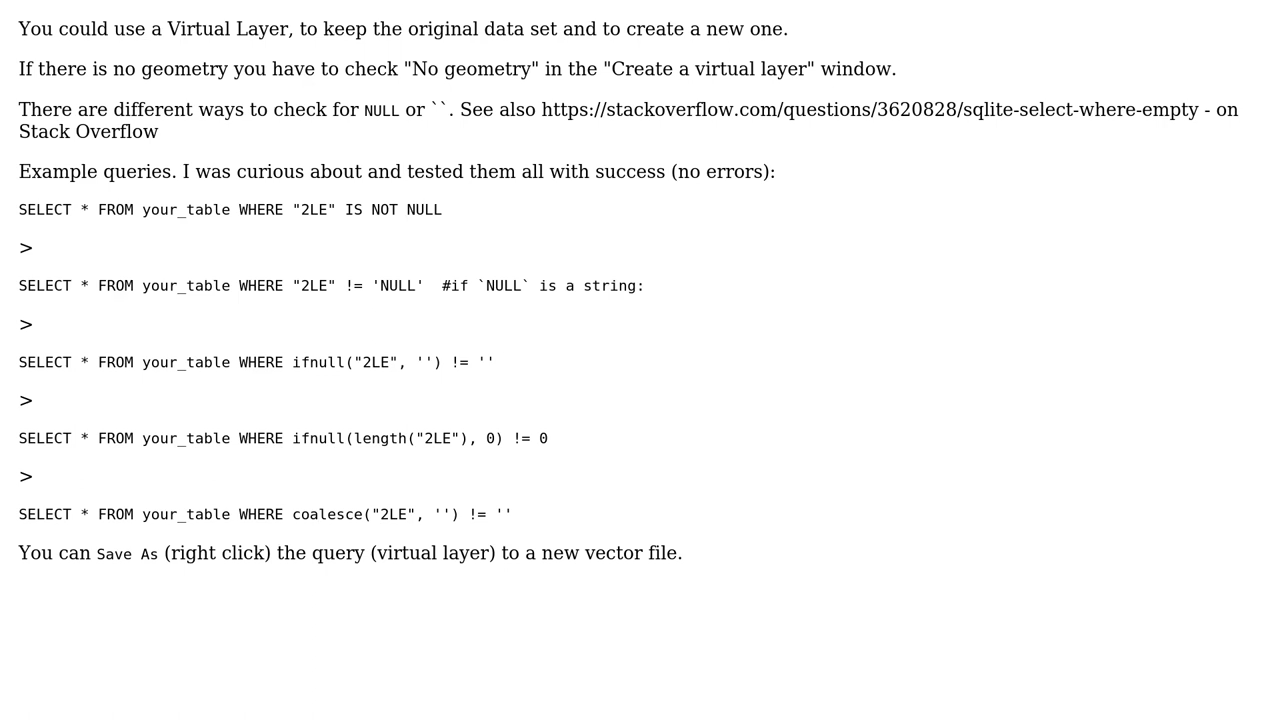 You could use a Virtual Layer, to keep the original data set and to create a new one.
If there is no geometry you have to check "No geometry" in the "Create a virtual layer" window.
There are different ways to check for NULL or ``. See also https://stackoverflow.com/questions/3620828/sqlite-select-where-empty - on
Stack Overflow
Example queries. I was curious about and tested them all with success (no errors):
SELECT * FROM your_table WHERE "2LE" IS NOT NULL
>
SELECT * FROM your_table WHERE "2LE" != 'NULL'  #if `NULL` is a string:
>
SELECT * FROM your_table WHERE ifnull("2LE", '') != ''
>
SELECT * FROM your_table WHERE ifnull(length("2LE"), 0) != 0
>
SELECT * FROM your_table WHERE coalesce("2LE", '') != ''
You can Save As (right click) the query (virtual layer) to a new vector file.